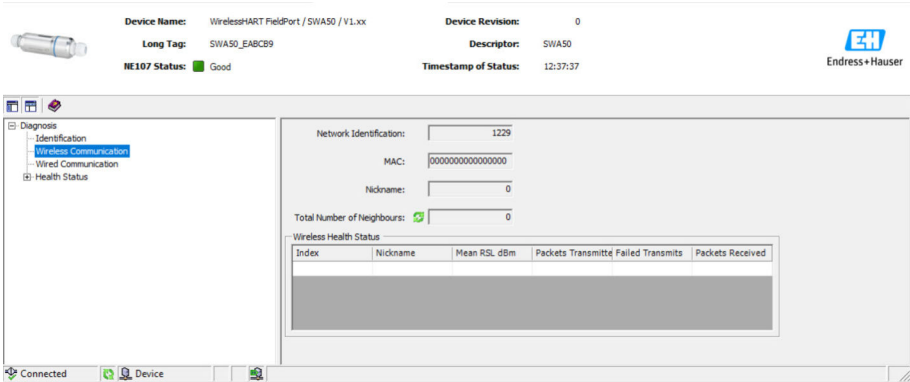 Device Name: WirelessHART FieldPort / SWA50 / V1.xx Device Revision: 0
Long Tag: SWA50_EABCB9 Descriptor: SWA50
NE107 Status: Good Timestamp of Status: 12:37:37
EH
Endress+Hauser
Diagnosis
Identification
Wireless Communication
Wired Communication
Health Status
Network Identification: 1229
MAC: 0000000000000000
Nickname: 0
Total Number of Neighbours: 0
Wireless Health Status
Index Nickname Mean RSL dBm Packets Transmitte Failed Transmits Packets Received
Connected Device